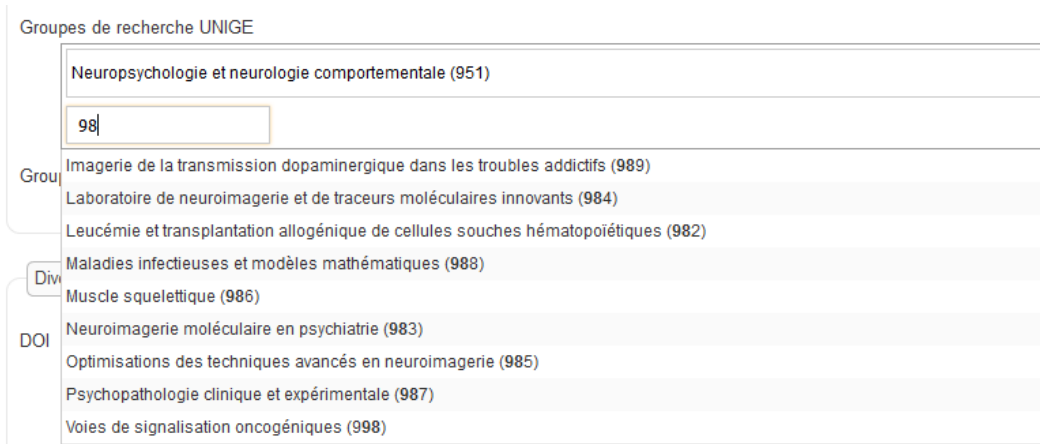 Groupes de recherche UNIGE
Neuropsychologie et neurologie comportementale (951)
98
Imagerie de la transmission dopaminergique dans les troubles addictifs (989)
Grou
Laboratoire de neuroimagerie et de traceurs moléculaires innovants (984)
Leucémie et transplantation allogénique de cellules souches hématopoïétiques (982)
Maladies infectieuses et modèles mathématiques (988)
Div
Muscle squelettique (986)
Neuroimagerie moléculaire en psychiatrie (983)
DOI
Optimisations des techniques avancés en neuroimagerie (985)
Psychopathologie clinique et expérimentale (987)
Voies de signalisation oncogéniques (998)